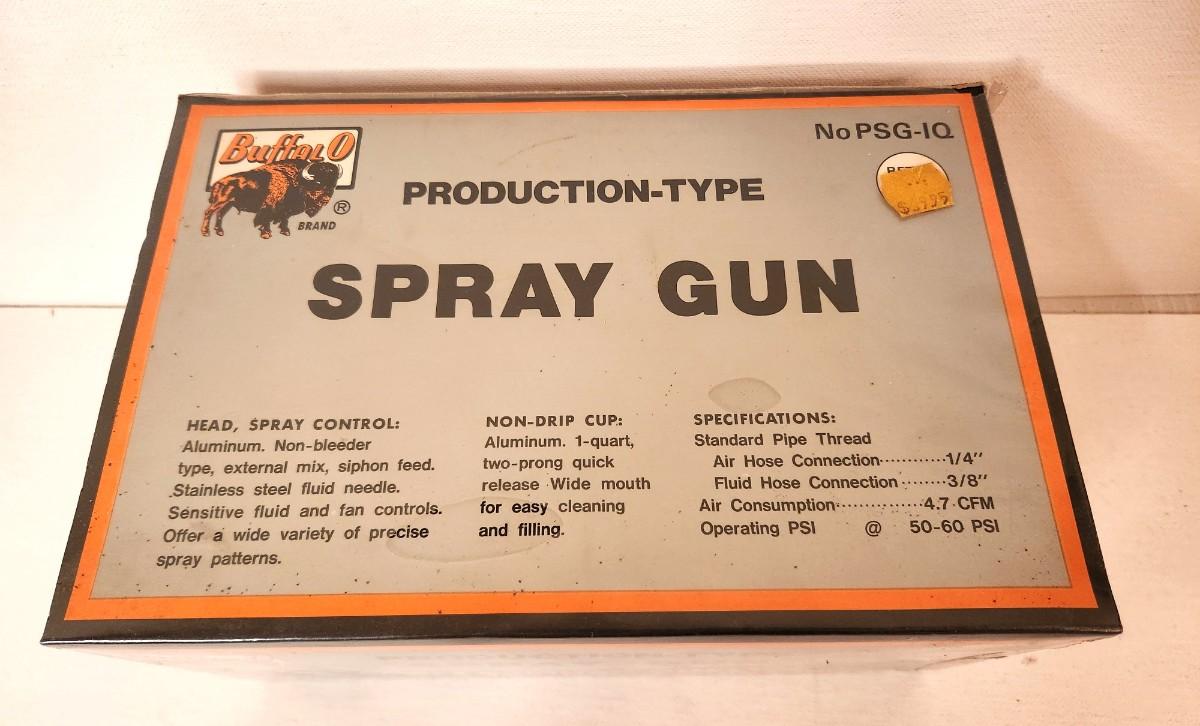 Buffalo
®
BRAND
No PSG-1Q
PRODUCTION-TYPE
SPRAY GUN
HEAD, SPRAY CONTROL:
Aluminum. Non-bleeder
type, external mix, siphon feed.
Stainless steel fluid needle.
Sensitive fluid and fan controls.
Offer a wide variety of precise
spray patterns.
NON-DRIP CUP:
Aluminum. 1-quart,
two-prong quick
release Wide mouth
for easy cleaning
and filling.
SPECIFICATIONS:
Standard Pipe Thread
Air Hose Connection............1/4"
Fluid Hose Connection........3/8"
Air Consumption...............4.7 CFM
Operating PSI @ 50-60 PSI